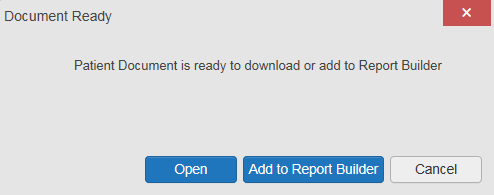 Document Ready
x
Patient Document is ready to download or add to Report Builder
Open
Add to Report Builder
Cancel